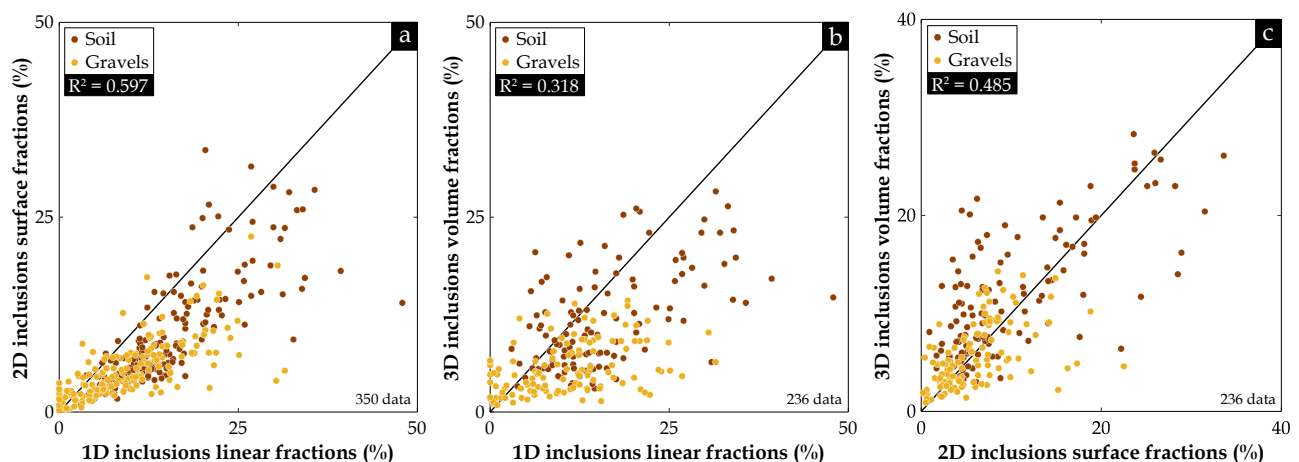 50
a
Soil
Gravels
R² = 0.597
2D inclusions surface fractions (%)
25
350 data
0
0
25
50
1D inclusions linear fractions (%)
50
b
Soil
Gravels
R² = 0.318
3D inclusions volume fractions (%)
25
236 data
0
0
25
50
1D inclusions linear fractions (%)
40
c
Soil
Gravels
R² = 0.485
3D inclusions volume fractions (%)
20
236 data
0
0
20
40
2D inclusions surface fractions (%)